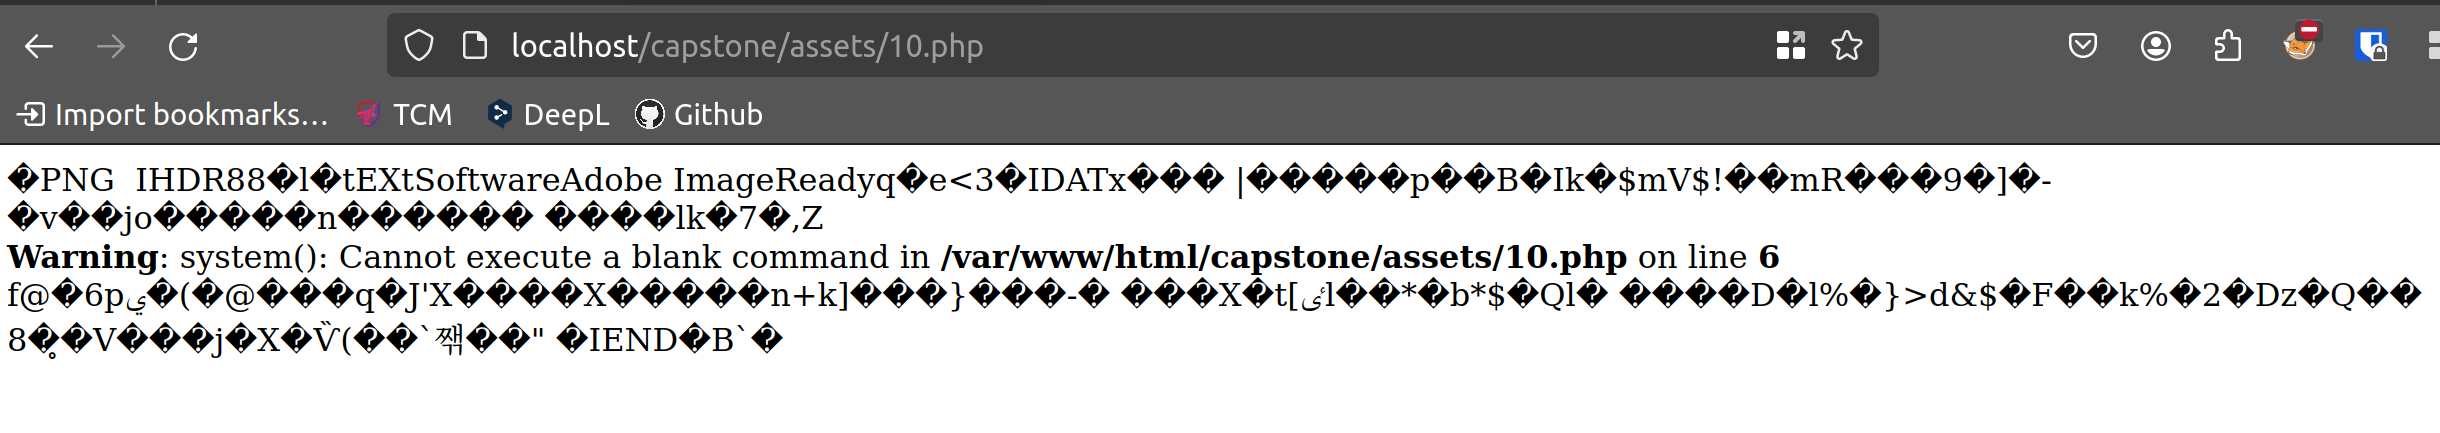 localhost/capstone/assets/10.php
Import bookmarks... TCM DeepL Github
�PNG IHDR88�l�tEXtSoftwareAdobe ImageReadyq�e<3�IDATx��� |�����p��B�Ik�$mV$!��mR���9�]�-
�v��jo�����n������ ����lk�7�,Z
Warning: system(): Cannot execute a blank command in /var/www/html/capstone/assets/10.php on line 6
f@�6pي�(�@���q�J'X����X�����n+k]���}���-� ���X�t[ئl��*�b*$�Ql� ����D�l%�}>d&$�F��k%�2�Dz�Q��
8�̥�V���j�X�V̏(��`짺��" �IEND�B`�